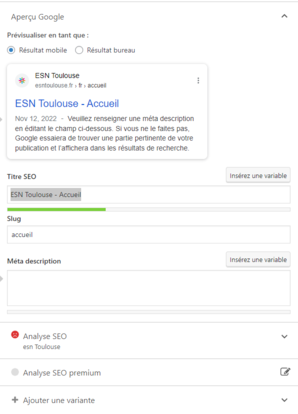 Aperçu Google
Prévisualiser en tant que :
Résultat mobile Résultat bureau
ESN Toulouse
esntoulouse.fr › fr › accueil
ESN Toulouse - Accueil
Nov 12, 2022 - Veuillez renseigner une méta description
en éditant le champ ci-dessous. Si vous ne le faites pas,
Google essaiera de trouver une partie pertinente de votre
publication et l'affichera dans les résultats de recherche.
Titre SEO Insérez une variable
ESN Toulouse - Accueil
Slug
accueil
Méta description Insérez une variable
Analyse SEO
esn Toulouse
Analyse SEO premium
Ajouter une variante